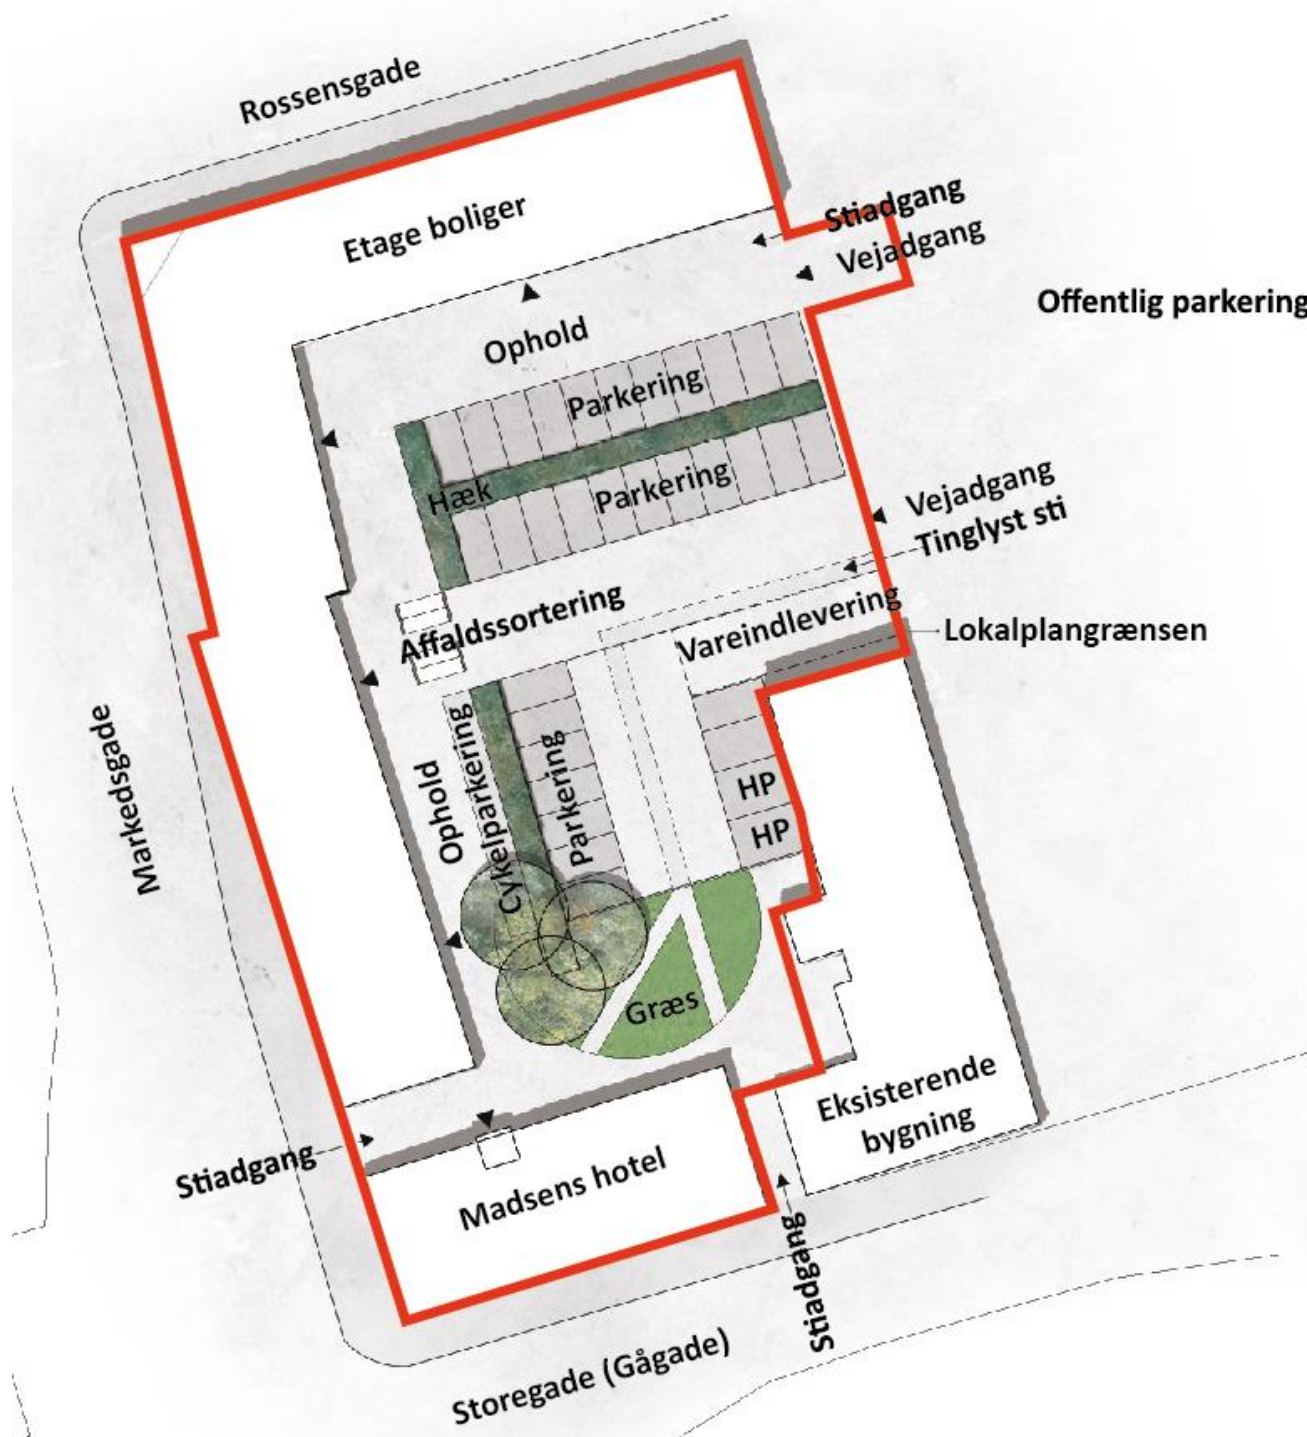 Rossensgade
Etage boliger
Stiadgang
Vejadgang
Offentlig parkering
Ophold
Parkering
Hæk
Parkering
Vejadgang
Tinglyst sti
Affaldssortering
Vareindlevering
Lokalplangrænsen
Markedsgade
Ophold
Cykelparkering
Parkering
HP
HP
Græs
Eksisterende
bygning
Stiadgang
Madsens hotel
Stiadgang
Storegade (Gågade)